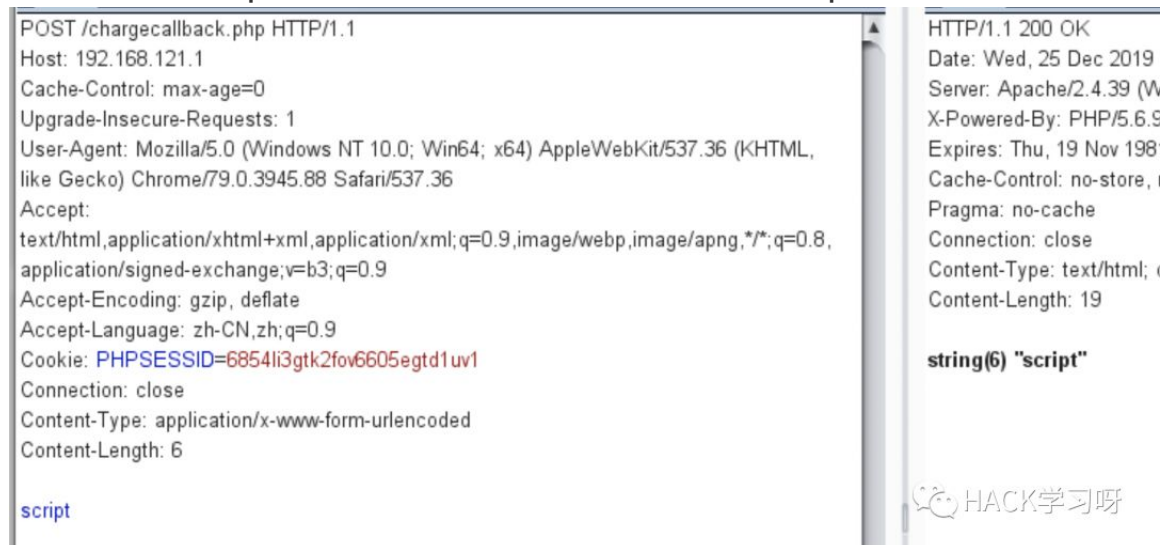 POST /chargecallback.php HTTP/1.1
Host: 192.168.121.1
Cache-Control: max-age=0
Upgrade-Insecure-Requests: 1
User-Agent: Mozilla/5.0 (Windows NT 10.0; Win64; x64) AppleWebKit/537.36 (KHTML,
like Gecko) Chrome/79.0.3945.88 Safari/537.36
Accept:
text/html,application/xhtml+xml,application/xml;q=0.9,image/webp,image/apng,*/*;q=0.8,
application/signed-exchange;v=b3;q=0.9
Accept-Encoding: gzip, deflate
Accept-Language: zh-CN,zh;q=0.9
Cookie: PHPSESSID=6854li3gtk2fov6605egtd1uv1
Connection: close
Content-Type: application/x-www-form-urlencoded
Content-Length: 6
script
HTTP/1.1 200 OK
Date: Wed, 25 Dec 2019
Server: Apache/2.4.39 (W
X-Powered-By: PHP/5.6.9
Expires: Thu, 19 Nov 198
Cache-Control: no-store,
Pragma: no-cache
Connection: close
Content-Type: text/html;
Content-Length: 19
string(6) "script"
HACK学习呀